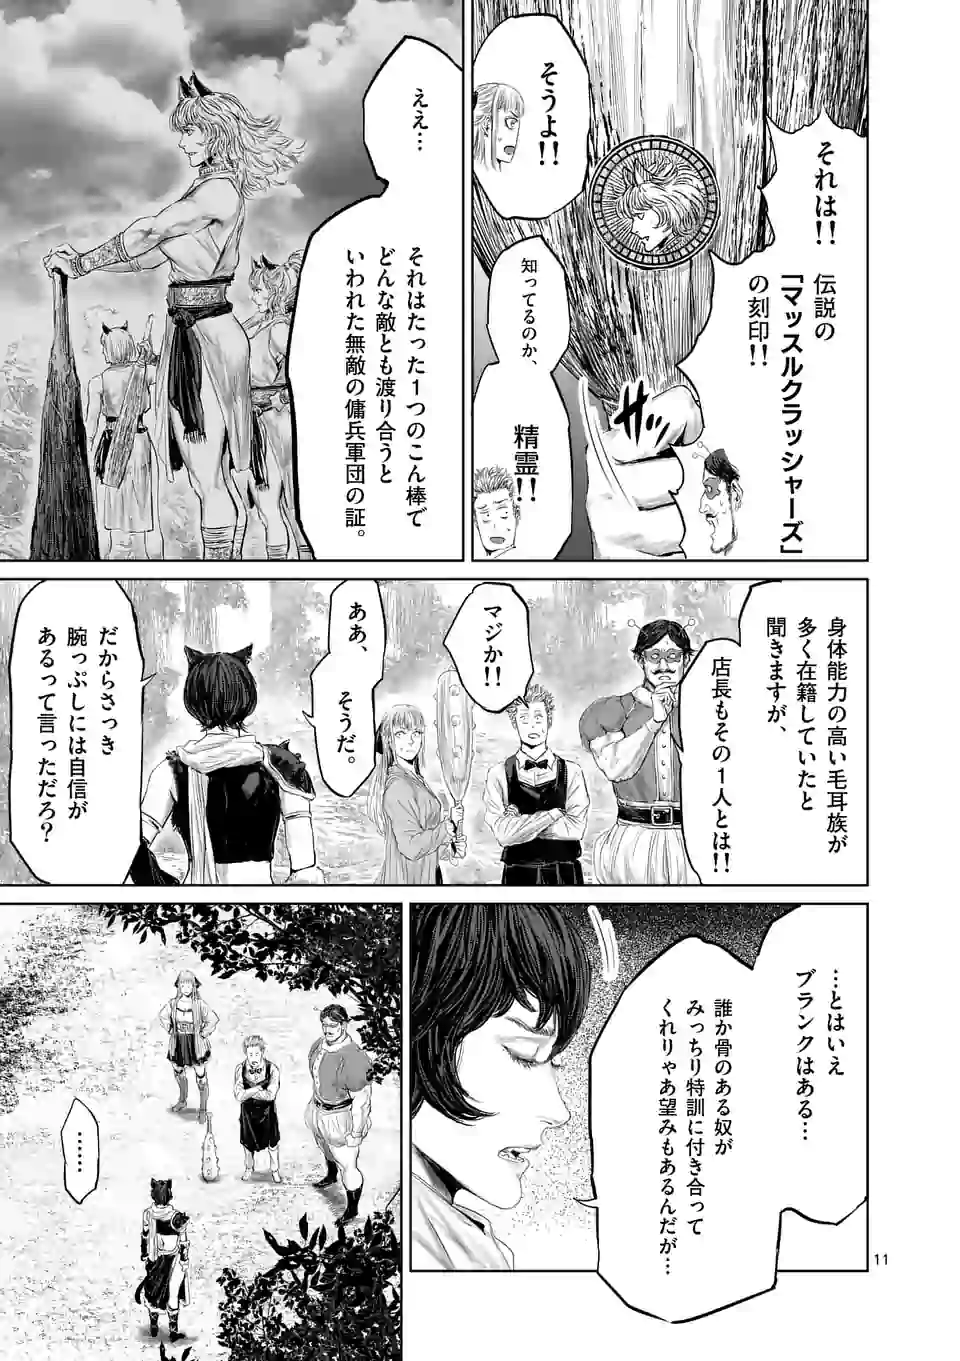 それは!!
伝説の
「マッスルクラッシャーズ」
の刻印!!
そうよ!!
知ってるのか、
精霊!!
ガッ
ええ…
それはたった1つのこん棒で
どんな敵とも渡り合うと
いわれた無敵の傭兵軍団の証。
身体能力の高い毛耳族が
多く在籍していたと
聞きますが、
店長もその1人とは!!
マジか!!
ああ、
そうだ。
だからさっき
腕っぷしには自信が
あるって言っただろ?
…とはいえ
ブランクはある…
誰か骨のある奴が
みっちり特訓に付き合って
くれりゃあ望みもあるんだが…
……
11